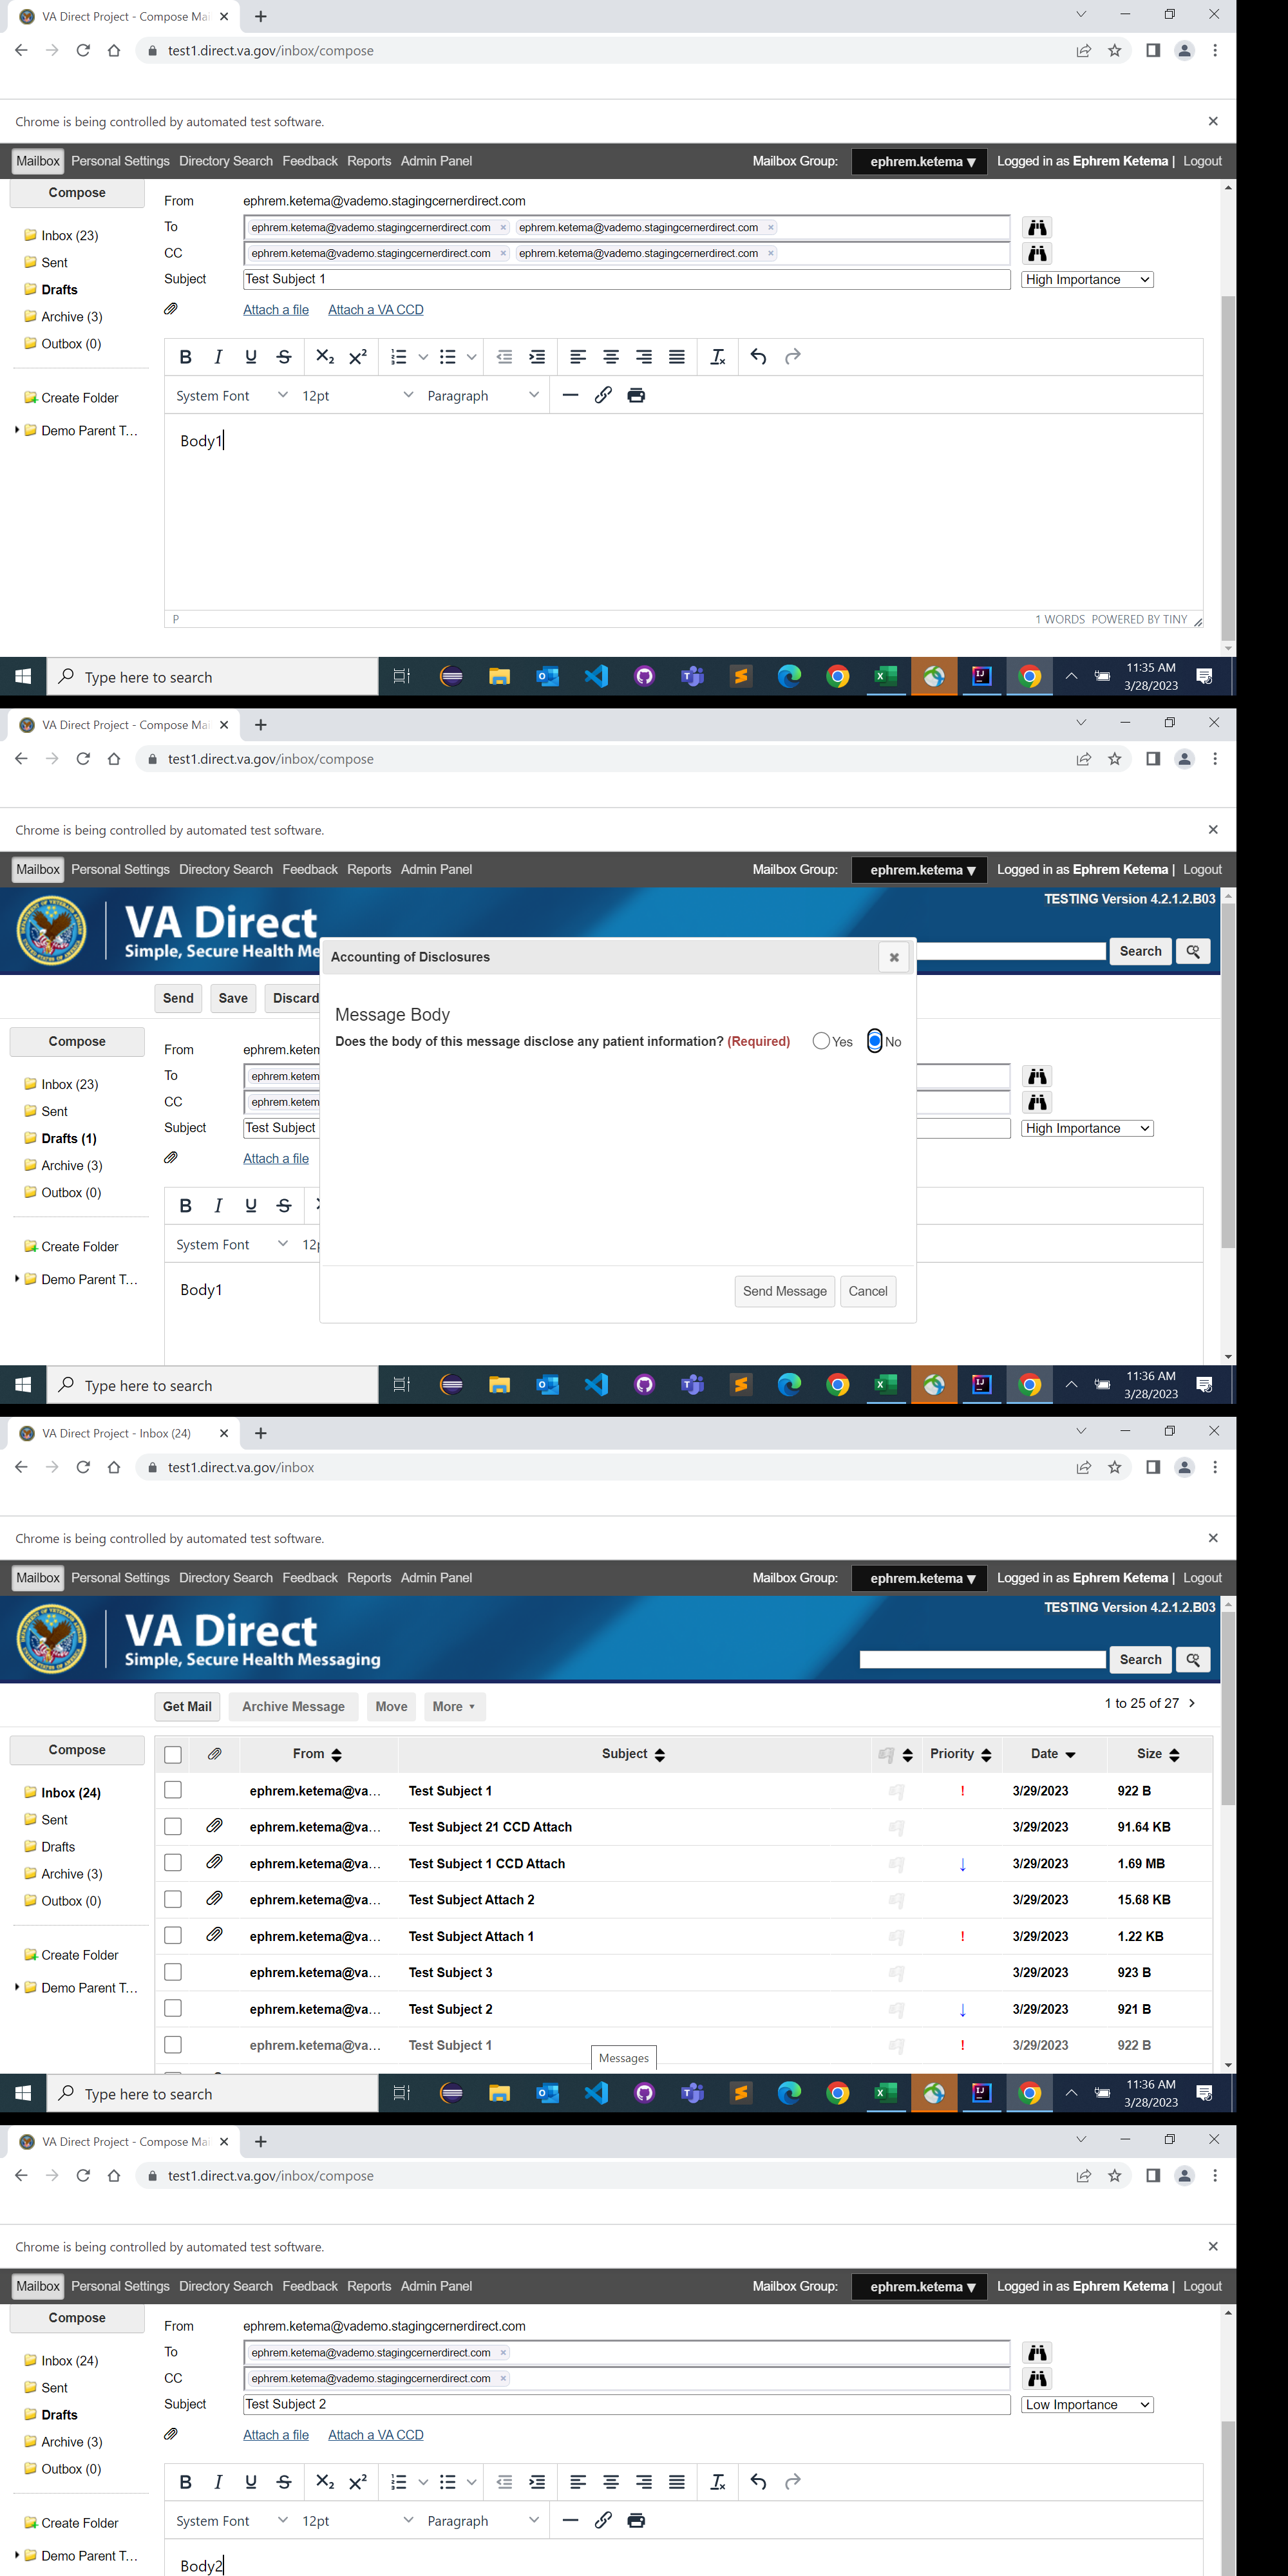 VA Direct Project - Compose Mai
test1.direct.va.gov/inbox/compose
Chrome is being controlled by automated test software.
Mailbox Personal Settings Directory Search Feedback Reports Admin Panel Mailbox Group: ephrem.ketema ▼ Logged in as Ephrem Ketema | Logout
Compose
From ephrem.ketema@vademo.stagingcernerdirect.com
Inbox (23)
To ephrem.ketema@vademo.stagingcernerdirect.com × ephrem.ketema@vademo.stagingcernerdirect.com ×
Sent
CC ephrem.ketema@vademo.stagingcernerdirect.com × ephrem.ketema@vademo.stagingcernerdirect.com ×
Drafts
Subject Test Subject 1 High Importance
Archive (3)
Attach a file Attach a VA CCD
Outbox (0)
Create Folder
Demo Parent T...
B I U S X₂ X²
System Font 12pt Paragraph
Body1
P 1 WORDS POWERED BY TINY
Type here to search
11:35 AM
3/28/2023
VA Direct Project - Compose Mai
test1.direct.va.gov/inbox/compose
Chrome is being controlled by automated test software.
Mailbox Personal Settings Directory Search Feedback Reports Admin Panel Mailbox Group: ephrem.ketema ▼ Logged in as Ephrem Ketema | Logout
TESTING Version 4.2.1.2.B03
VA Direct
Simple, Secure Health Me
Search
Accounting of Disclosures
Send Save Discard
Message Body
Does the body of this message disclose any patient information? (Required) Yes No
Send Message Cancel
Compose
From ephrem.ketem
Inbox (23)
To ephrem.ketem
Sent
CC ephrem.ketem
Drafts (1)
Subject Test Subject High Importance
Archive (3)
Attach a file
Outbox (0)
Create Folder
Demo Parent T...
B I U S
System Font 12p
Body1
Type here to search
11:36 AM
3/28/2023
VA Direct Project - Inbox (24)
test1.direct.va.gov/inbox
Chrome is being controlled by automated test software.
Mailbox Personal Settings Directory Search Feedback Reports Admin Panel Mailbox Group: ephrem.ketema ▼ Logged in as Ephrem Ketema | Logout
TESTING Version 4.2.1.2.B03
VA Direct
Simple, Secure Health Messaging
Search
Get Mail Archive Message Move More 1 to 25 of 27
Compose
Inbox (24)
Sent
Drafts
Archive (3)
Outbox (0)
Create Folder
Demo Parent T...
From Subject Priority Date Size
ephrem.ketema@va... Test Subject 1 ! 3/29/2023 922 B
ephrem.ketema@va... Test Subject 21 CCD Attach 3/29/2023 91.64 KB
ephrem.ketema@va... Test Subject 1 CCD Attach ↓ 3/29/2023 1.69 MB
ephrem.ketema@va... Test Subject Attach 2 3/29/2023 15.68 KB
ephrem.ketema@va... Test Subject Attach 1 ! 3/29/2023 1.22 KB
ephrem.ketema@va... Test Subject 3 3/29/2023 923 B
ephrem.ketema@va... Test Subject 2 ↓ 3/29/2023 921 B
ephrem.ketema@va... Test Subject 1 ! 3/29/2023 922 B
Messages
Type here to search
11:36 AM
3/28/2023
VA Direct Project - Compose Mai
test1.direct.va.gov/inbox/compose
Chrome is being controlled by automated test software.
Mailbox Personal Settings Directory Search Feedback Reports Admin Panel Mailbox Group: ephrem.ketema ▼ Logged in as Ephrem Ketema | Logout
Compose
From ephrem.ketema@vademo.stagingcernerdirect.com
Inbox (24)
To ephrem.ketema@vademo.stagingcernerdirect.com ×
Sent
CC ephrem.ketema@vademo.stagingcernerdirect.com ×
Drafts
Subject Test Subject 2 Low Importance
Archive (3)
Attach a file Attach a VA CCD
Outbox (0)
Create Folder
Demo Parent T...
B I U S X₂ X²
System Font 12pt Paragraph
Body2